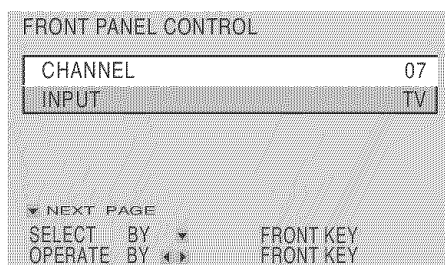 FRONT PANEL CONTROL
CHANNEL 07
INPUT TV
▼ NEXT PAGE
SELECT BY ▼ FRONT KEY
OPERATE BY ◀ ▶ FRONT KEY